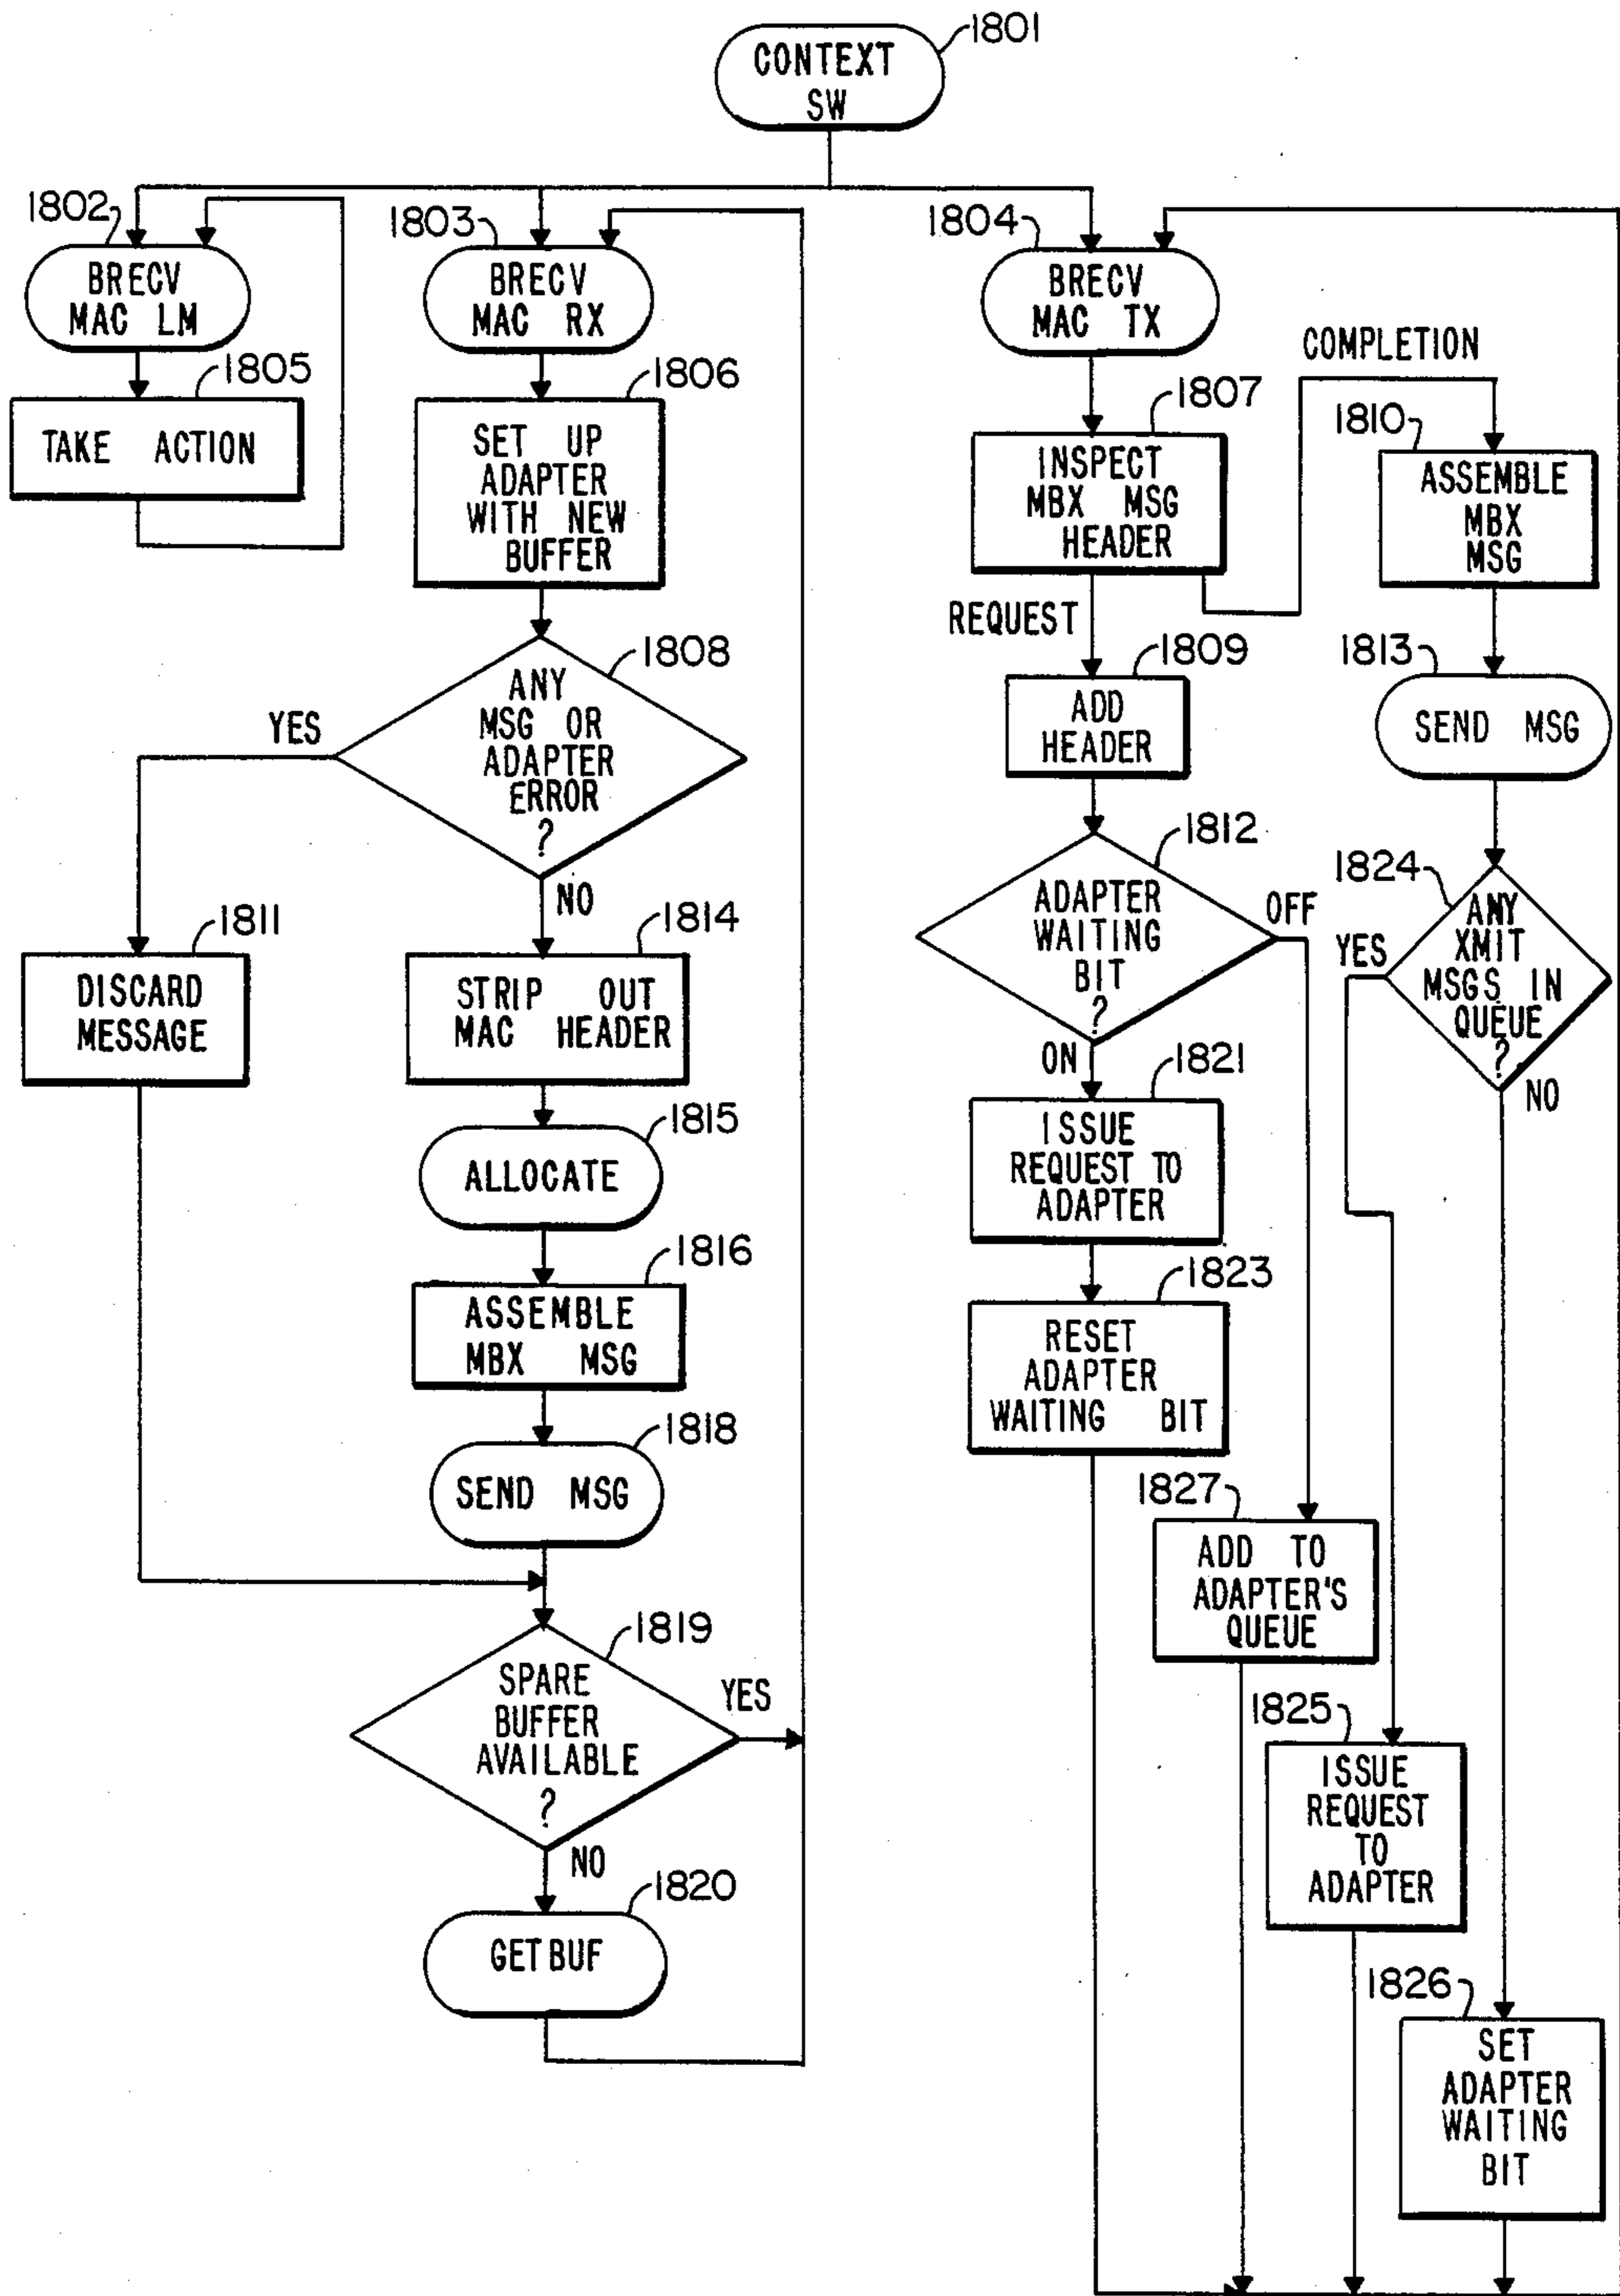 1801
CONTEXT
SW
1802
BRECV
MAC LM
1805
TAKE ACTION
1803
BRECV
MAC RX
1806
SET UP
ADAPTER
WITH NEW
BUFFER
1808
ANY
MSG OR
ADAPTER
ERROR
?
YES
NO
1811
DISCARD
MESSAGE
1814
STRIP OUT
MAC HEADER
1815
ALLOCATE
1816
ASSEMBLE
MBX MSG
1818
SEND MSG
1819
SPARE
BUFFER
AVAILABLE
?
YES
NO
1820
GETBUF
1804
BRECV
MAC TX
1807
INSPECT
MBX MSG
HEADER
COMPLETION
REQUEST
1809
ADD
HEADER
1812
ADAPTER
WAITING
BIT
?
OFF
ON
1821
ISSUE
REQUEST TO
ADAPTER
1823
RESET
ADAPTER
WAITING BIT
1827
ADD TO
ADAPTER'S
QUEUE
1810
ASSEMBLE
MBX
MSG
1813
SEND MSG
1824
ANY
XMIT
MSGS IN
QUEUE
?
YES
NO
1825
ISSUE
REQUEST
TO
ADAPTER
1826
SET
ADAPTER
WAITING
BIT